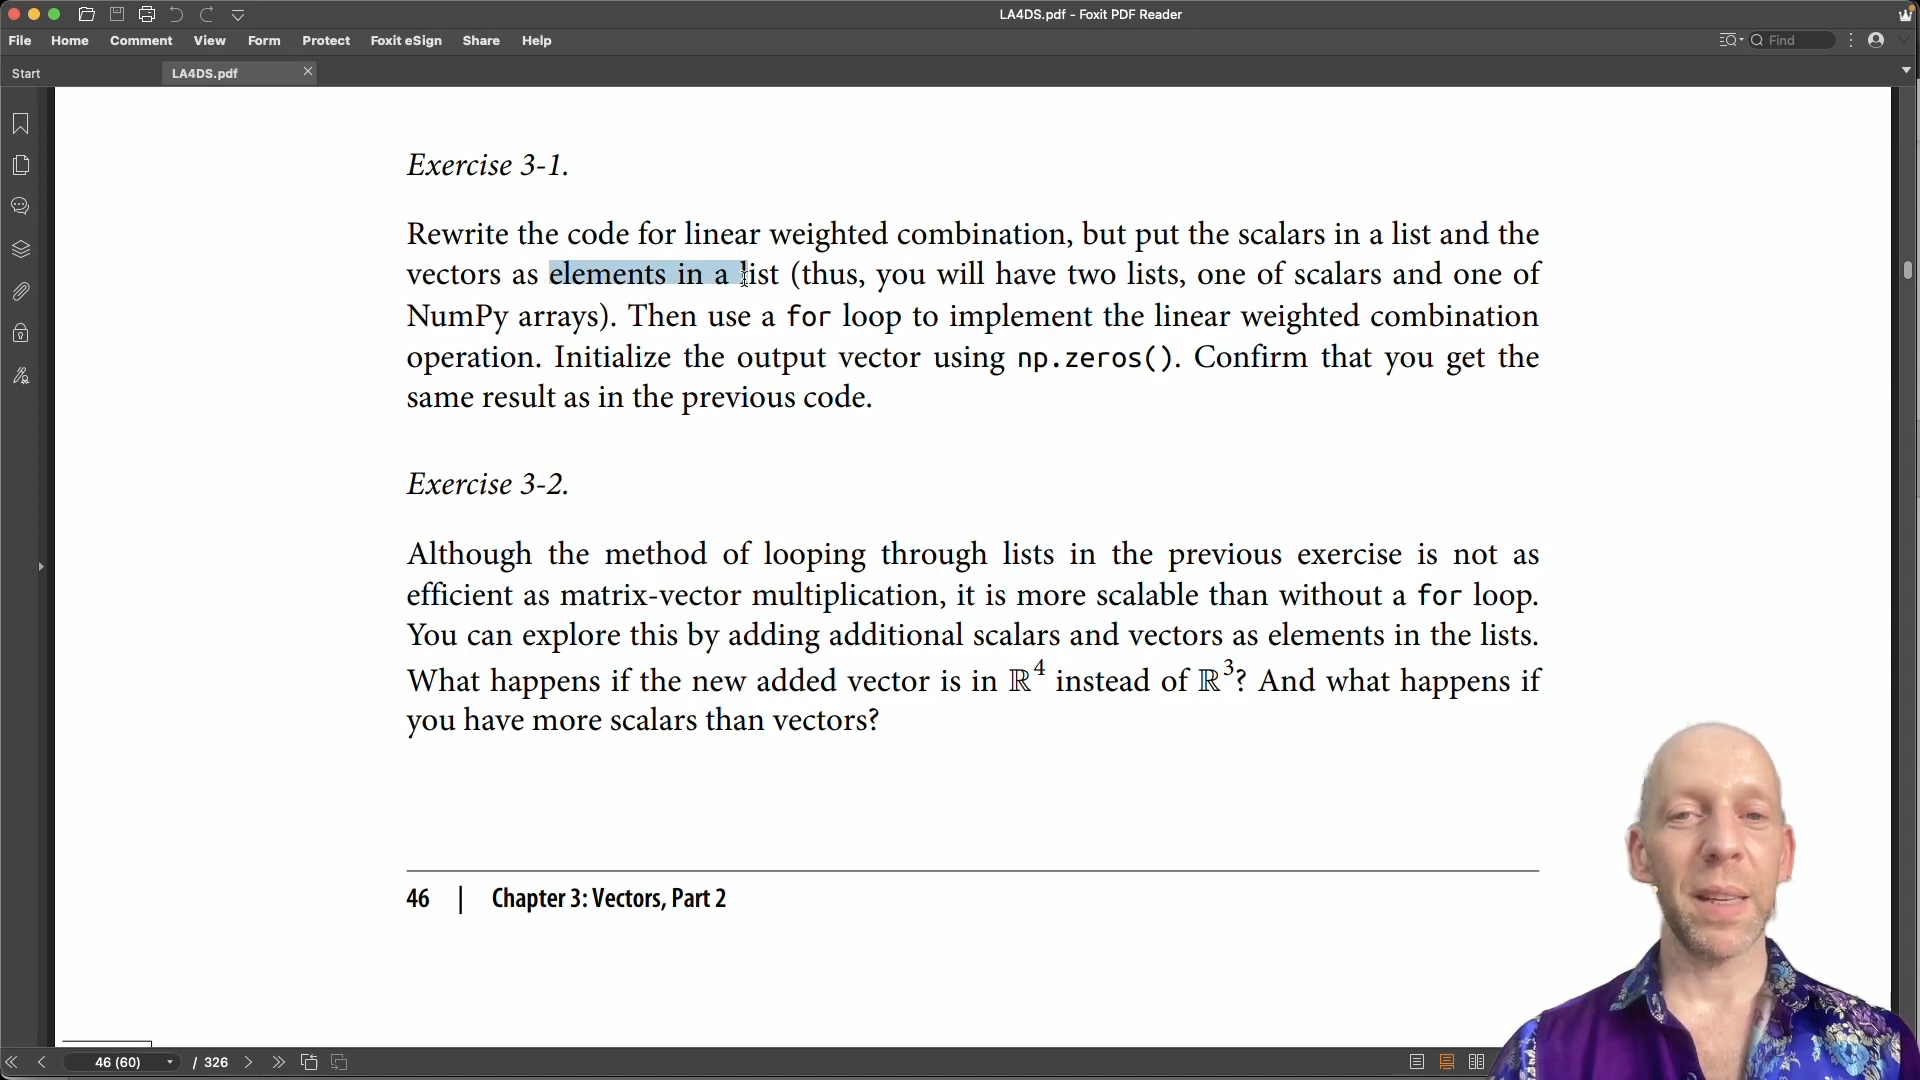 LA4DS.pdf - Foxit PDF Reader
File Home Comment View Form Protect Foxit eSign Share Help
Find
Start LA4DS.pdf
Exercise 3-1.
Rewrite the code for linear weighted combination, but put the scalars in a list and the
vectors as elements in a list (thus, you will have two lists, one of scalars and one of
NumPy arrays). Then use a for loop to implement the linear weighted combination
operation. Initialize the output vector using np.zeros(). Confirm that you get the
same result as in the previous code.
Exercise 3-2.
Although the method of looping through lists in the previous exercise is not as
efficient as matrix-vector multiplication, it is more scalable than without a for loop.
You can explore this by adding additional scalars and vectors as elements in the lists.
What happens if the new added vector is in ℝ⁴ instead of ℝ³? And what happens if
you have more scalars than vectors?
46 | Chapter 3: Vectors, Part 2
46 (60) / 326